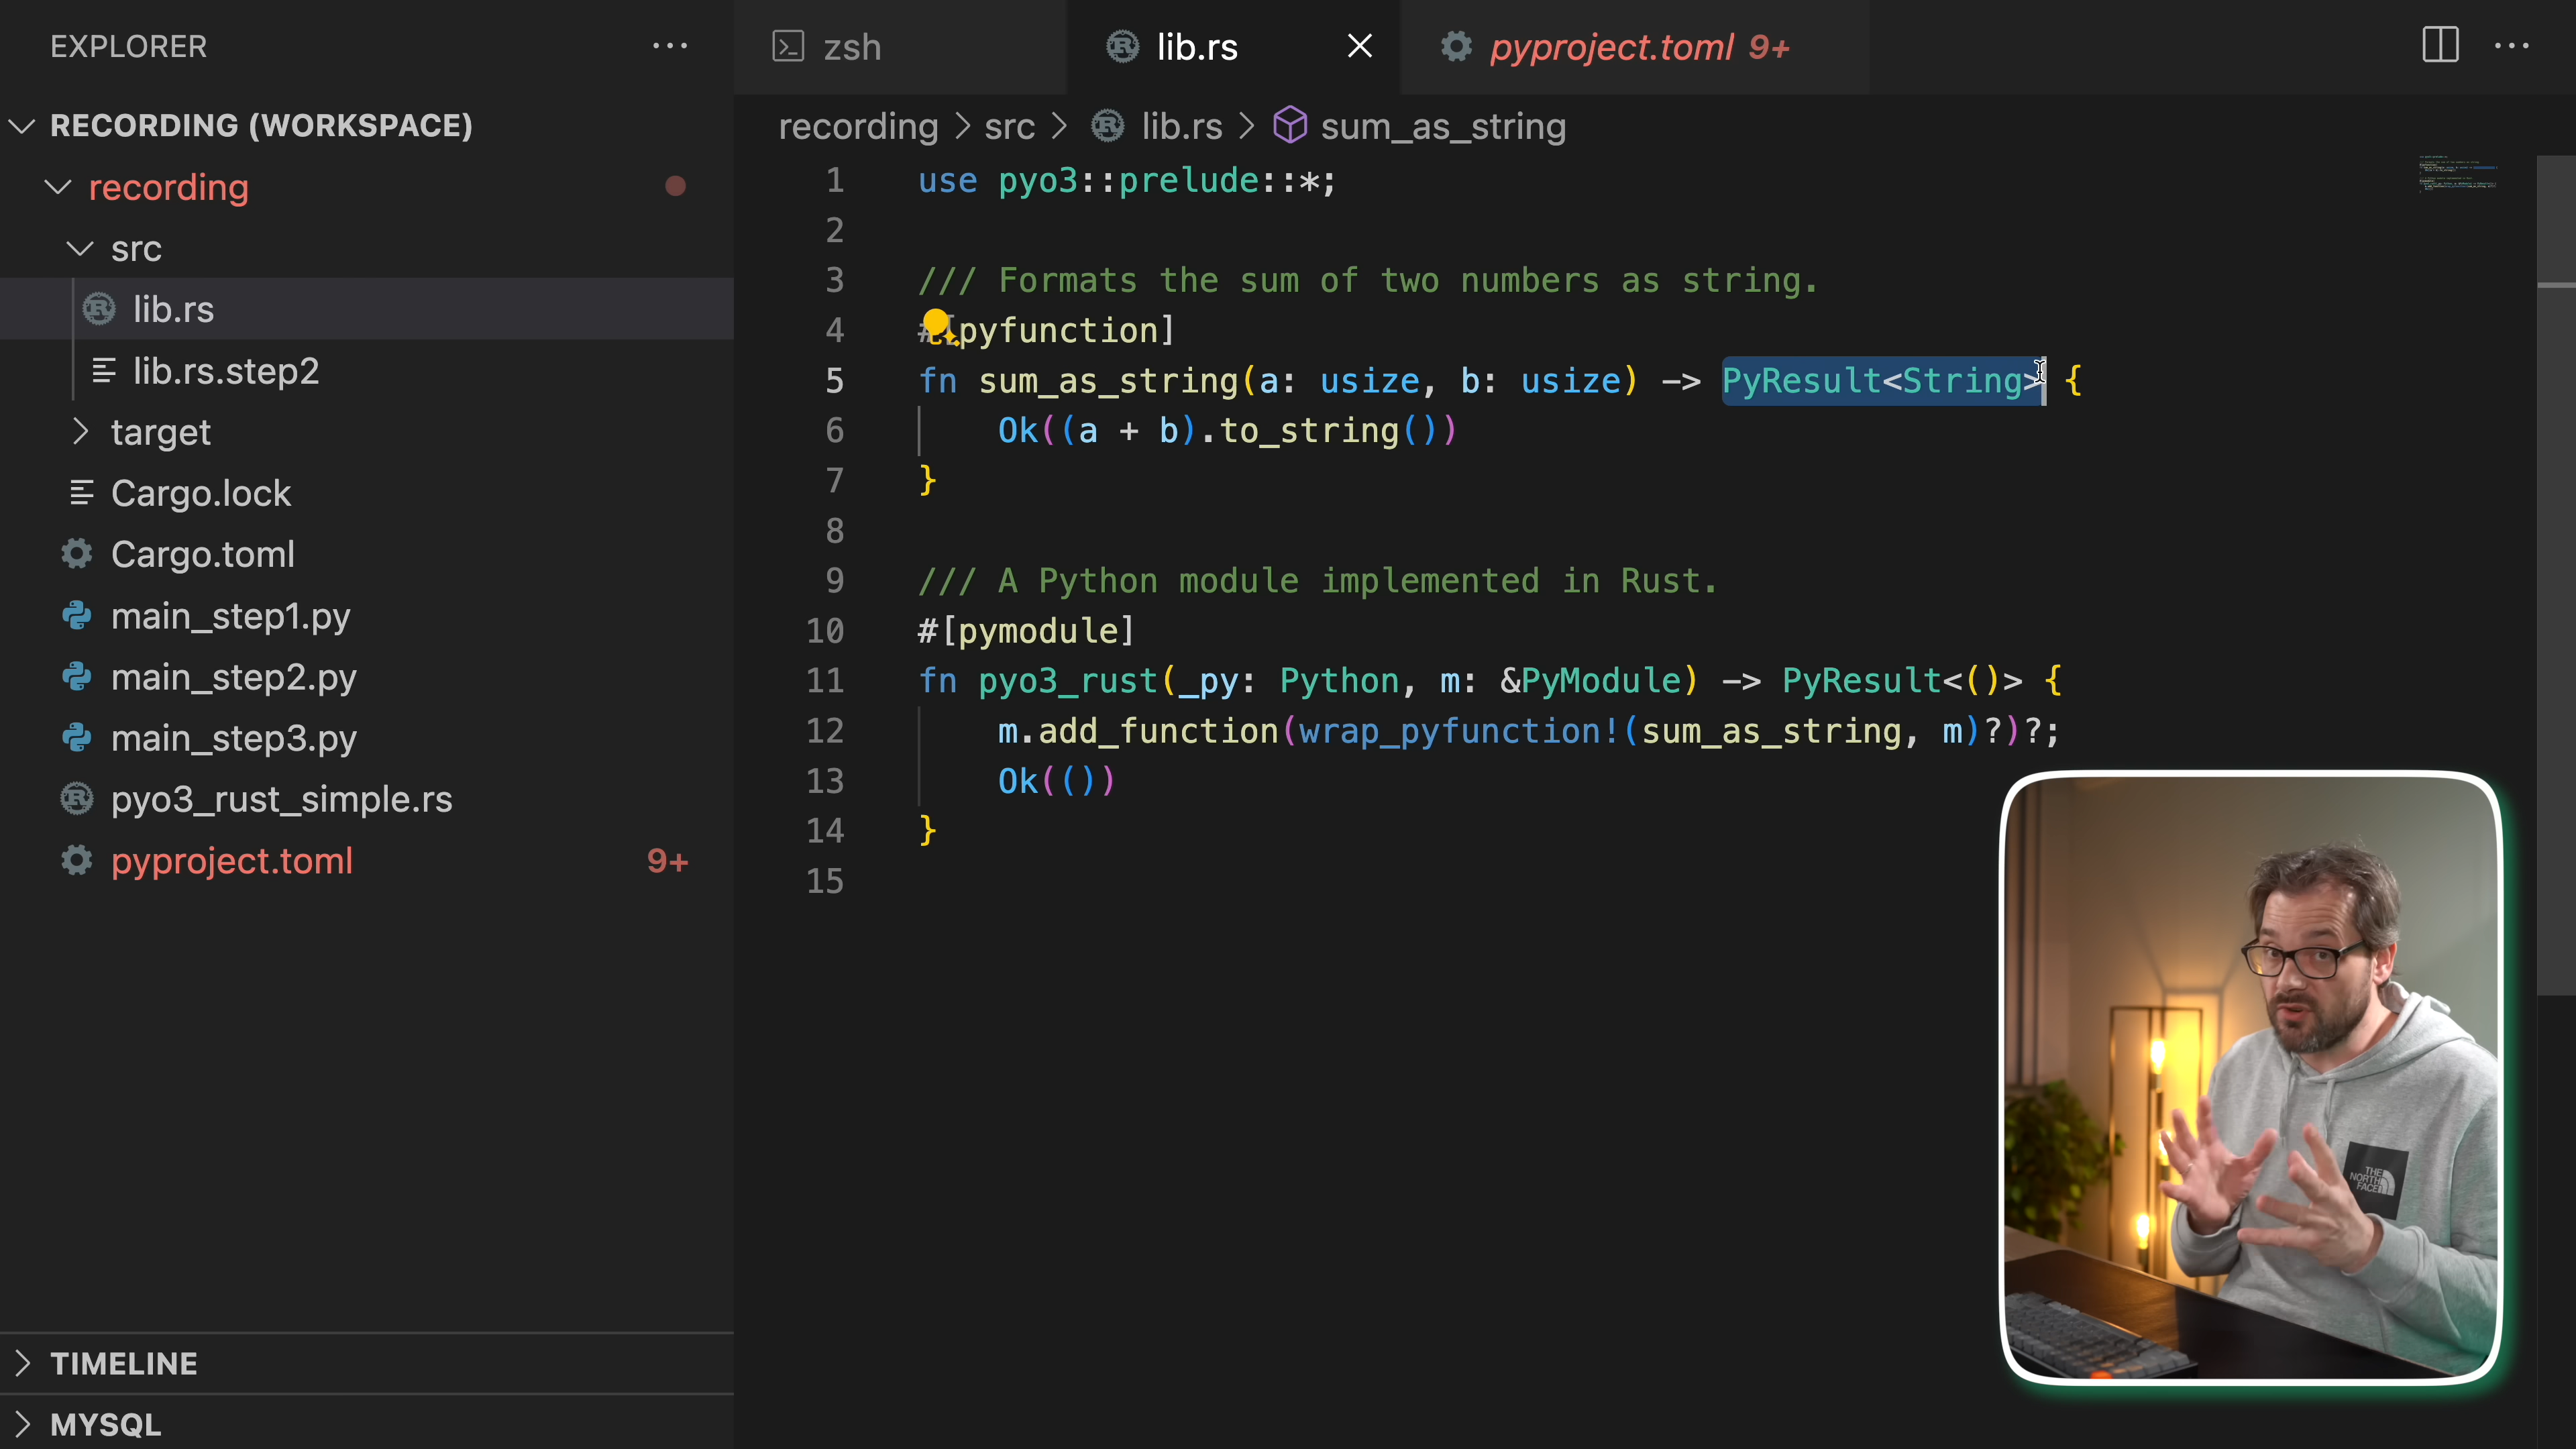 EXPLORER
RECORDING (WORKSPACE)
recording
src
lib.rs
lib.rs.step2
target
Cargo.lock
Cargo.toml
main_step1.py
main_step2.py
main_step3.py
pyo3_rust_simple.rs
pyproject.toml 9+
TIMELINE
MYSQL
zsh
lib.rs
pyproject.toml 9+
recording > src > lib.rs > sum_as_string
1 use pyo3::prelude::*;
2
3 /// Formats the sum of two numbers as string.
4 #[pyfunction]
5 fn sum_as_string(a: usize, b: usize) -> PyResult<String> {
6 Ok((a + b).to_string())
7 }
8
9 /// A Python module implemented in Rust.
10 #[pymodule]
11 fn pyo3_rust(_py: Python, m: &PyModule) -> PyResult<()> {
12 m.add_function(wrap_pyfunction!(sum_as_string, m)?)?;
13 Ok(())
14 }
15
THE
NORTH
FACE